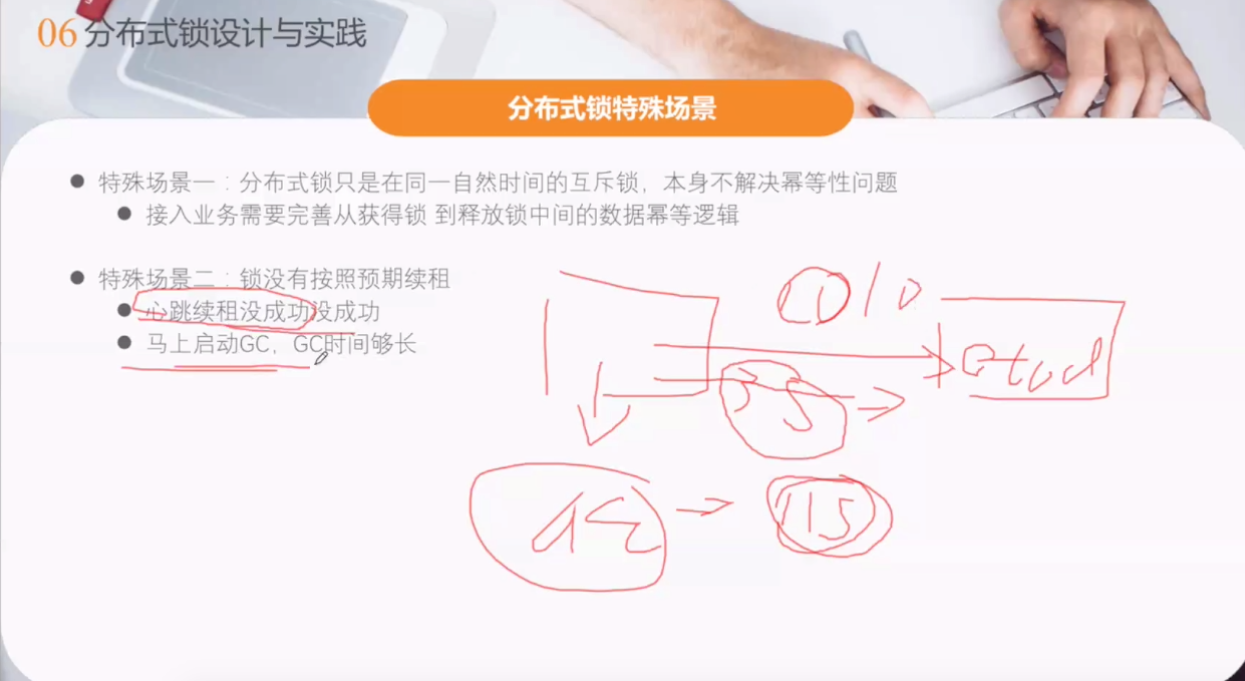 06 分布式锁设计与实践
分布式锁特殊场景
特殊场景一：分布式锁只是在同一自然时间的互斥锁，本身不解决幂等性问题
接入业务需要完善从获得锁 到释放锁中间的数据幂等逻辑
特殊场景二：锁没有按照预期续租
心跳续租没成功没成功
马上启动GC，GC时间够长
Etcd
115